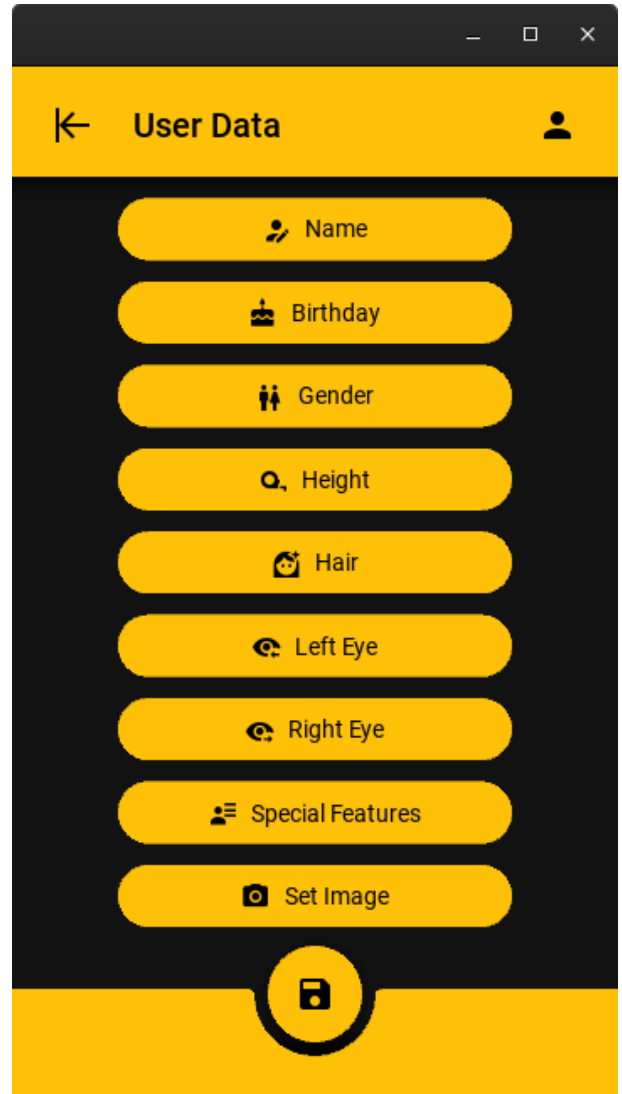 User Data
Name
Birthday
Gender
Height
Hair
Left Eye
Right Eye
Special Features
Set Image